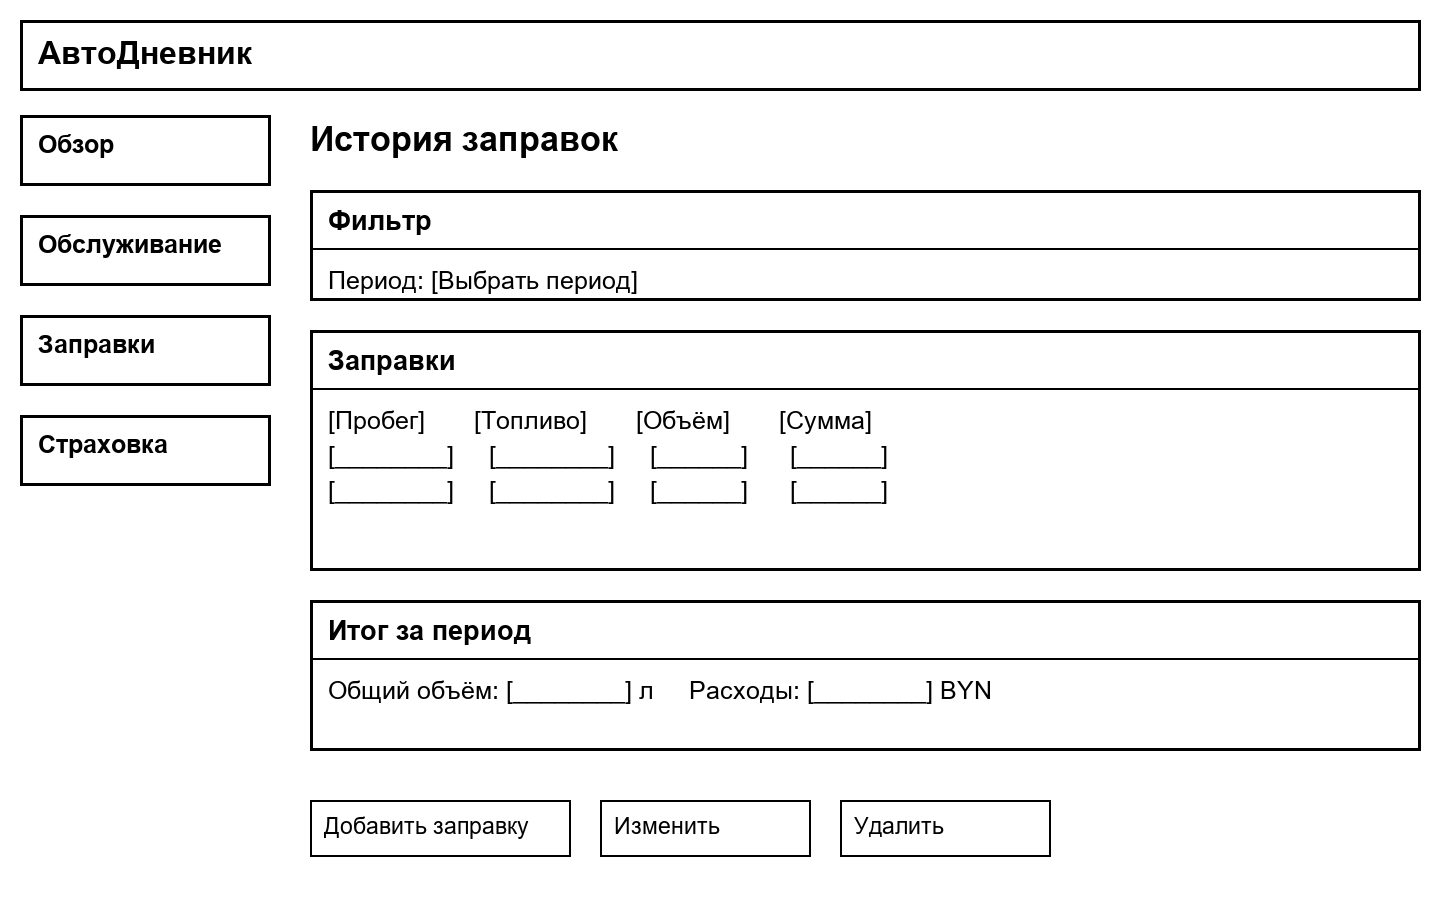 АвтоДневник
Обзор
Обслуживание
Заправки
Страховка
История заправок
Фильтр
Период: [Выбрать период]
Заправки
[Пробег] [Топливо] [Объём] [Сумма]
[________] [________] [______] [______]
[________] [________] [______] [______]
Итог за период
Общий объём: [________] л Расходы: [________] BYN
Добавить заправку
Изменить
Удалить